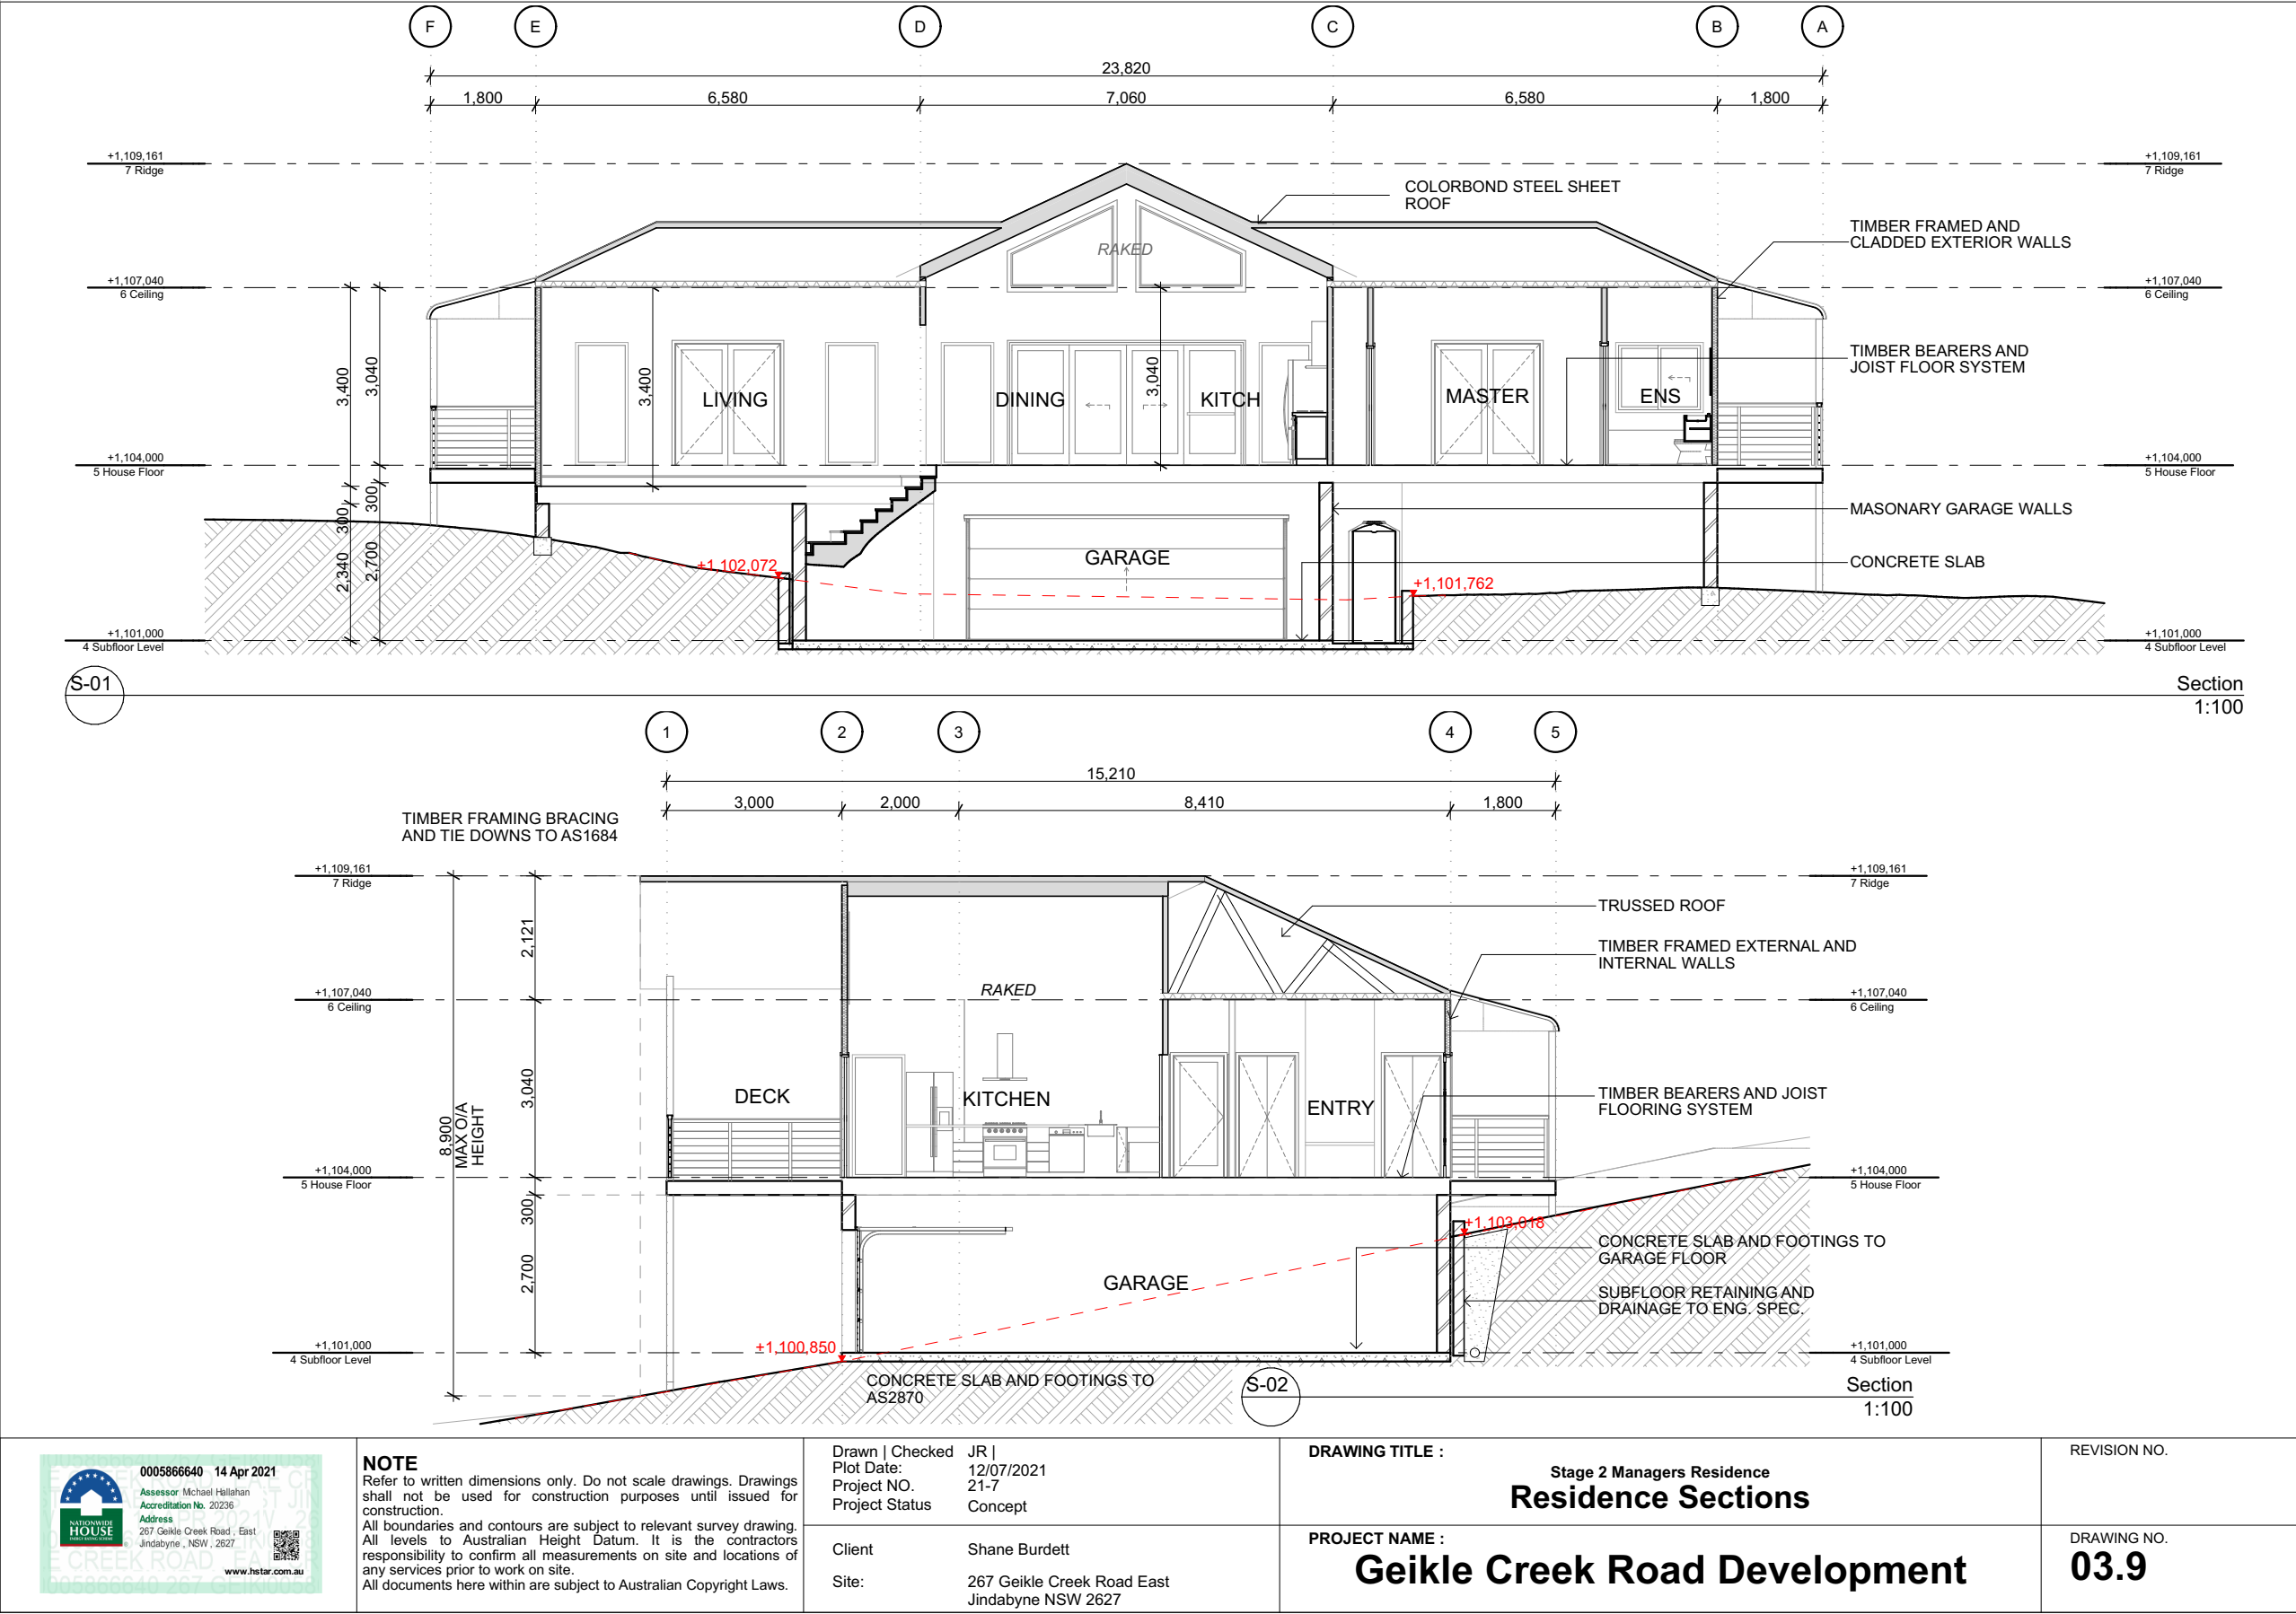 F E D C B A
23,820
1,800 6,580 7,060 6,580 1,800
+1,109,161
7 Ridge
+1,109,161
7 Ridge
COLORBOND STEEL SHEET
ROOF
TIMBER FRAMED AND
CLADDED EXTERIOR WALLS
RAKED
+1,107,040
6 Ceiling
+1,107,040
6 Ceiling
TIMBER BEARERS AND
JOIST FLOOR SYSTEM
3,400
3,040
3,400
3,040
LIVING
DINING
KITCH
MASTER
ENS
+1,104,000
5 House Floor
+1,104,000
5 House Floor
300
300
MASONARY GARAGE WALLS
2,340
2,700
+1,102,072
GARAGE
CONCRETE SLAB
+1,101,762
+1,101,000
4 Subfloor Level
+1,101,000
4 Subfloor Level
S-01
Section
1:100
1 2 3 4 5
15,210
3,000 2,000 8,410 1,800
TIMBER FRAMING BRACING
AND TIE DOWNS TO AS1684
+1,109,161
7 Ridge
+1,109,161
7 Ridge
TRUSSED ROOF
2,121
TIMBER FRAMED EXTERNAL AND
INTERNAL WALLS
RAKED
+1,107,040
6 Ceiling
+1,107,040
6 Ceiling
3,040
DECK
KITCHEN
ENTRY
TIMBER BEARERS AND JOIST
FLOORING SYSTEM
8,900
MAX O/A
HEIGHT
+1,104,000
5 House Floor
+1,104,000
5 House Floor
300
+1,103,018
CONCRETE SLAB AND FOOTINGS TO
GARAGE FLOOR
2,700
GARAGE
SUBFLOOR RETAINING AND
DRAINAGE TO ENG. SPEC.
+1,100,850
+1,101,000
4 Subfloor Level
+1,101,000
4 Subfloor Level
CONCRETE SLAB AND FOOTINGS TO
AS2870
S-02
Section
1:100
0005866640 14 Apr 2021
Assessor Michael Hallahan
Accreditation No. 20236
Address
267 Geikle Creek Road , East
Jindabyne , NSW , 2627
NATIONWIDE
HOUSE
ENERGY RATING SCHEME
www.hstar.com.au
NOTE
Refer to written dimensions only. Do not scale drawings. Drawings
shall not be used for construction purposes until issued for
construction.
All boundaries and contours are subject to relevant survey drawing.
All levels to Australian Height Datum. It is the contractors
responsibility to confirm all measurements on site and locations of
any services prior to work on site.
All documents here within are subject to Australian Copyright Laws.
Drawn | Checked JR |
Plot Date: 12/07/2021
Project NO. 21-7
Project Status Concept
Client Shane Burdett
Site: 267 Geikle Creek Road East
Jindabyne NSW 2627
DRAWING TITLE :
Stage 2 Managers Residence
Residence Sections
PROJECT NAME :
Geikle Creek Road Development
REVISION NO.
DRAWING NO.
03.9